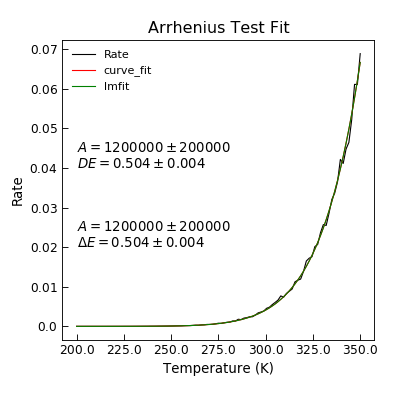 Arrhenius Test Fit
0.07
0.06
0.05
0.04
0.03
0.02
0.01
0.0
Rate
Rate
curve_fit
lmfit
A = 1200000 ± 200000
DE = 0.504 ± 0.004
A = 1200000 ± 200000
ΔE = 0.504 ± 0.004
200.0 225.0 250.0 275.0 300.0 325.0 350.0
Temperature (K)